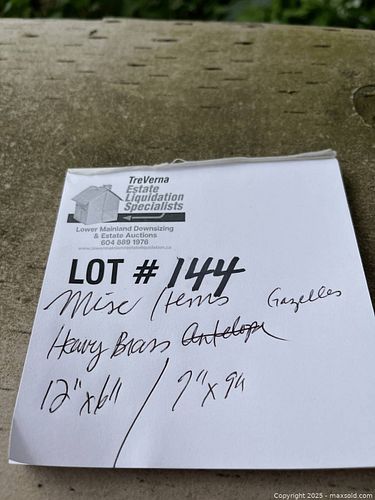 TreVerna
Estate
Liquidation
Specialists
Lower Mainland Downsizing
& Estate Auctions
604 889 1976
LOT # 144
Misc Items Gazelles
Heavy Brass Antelope
12" x 6" / 7" x 9"
Copyright 2025 - maxsold.com